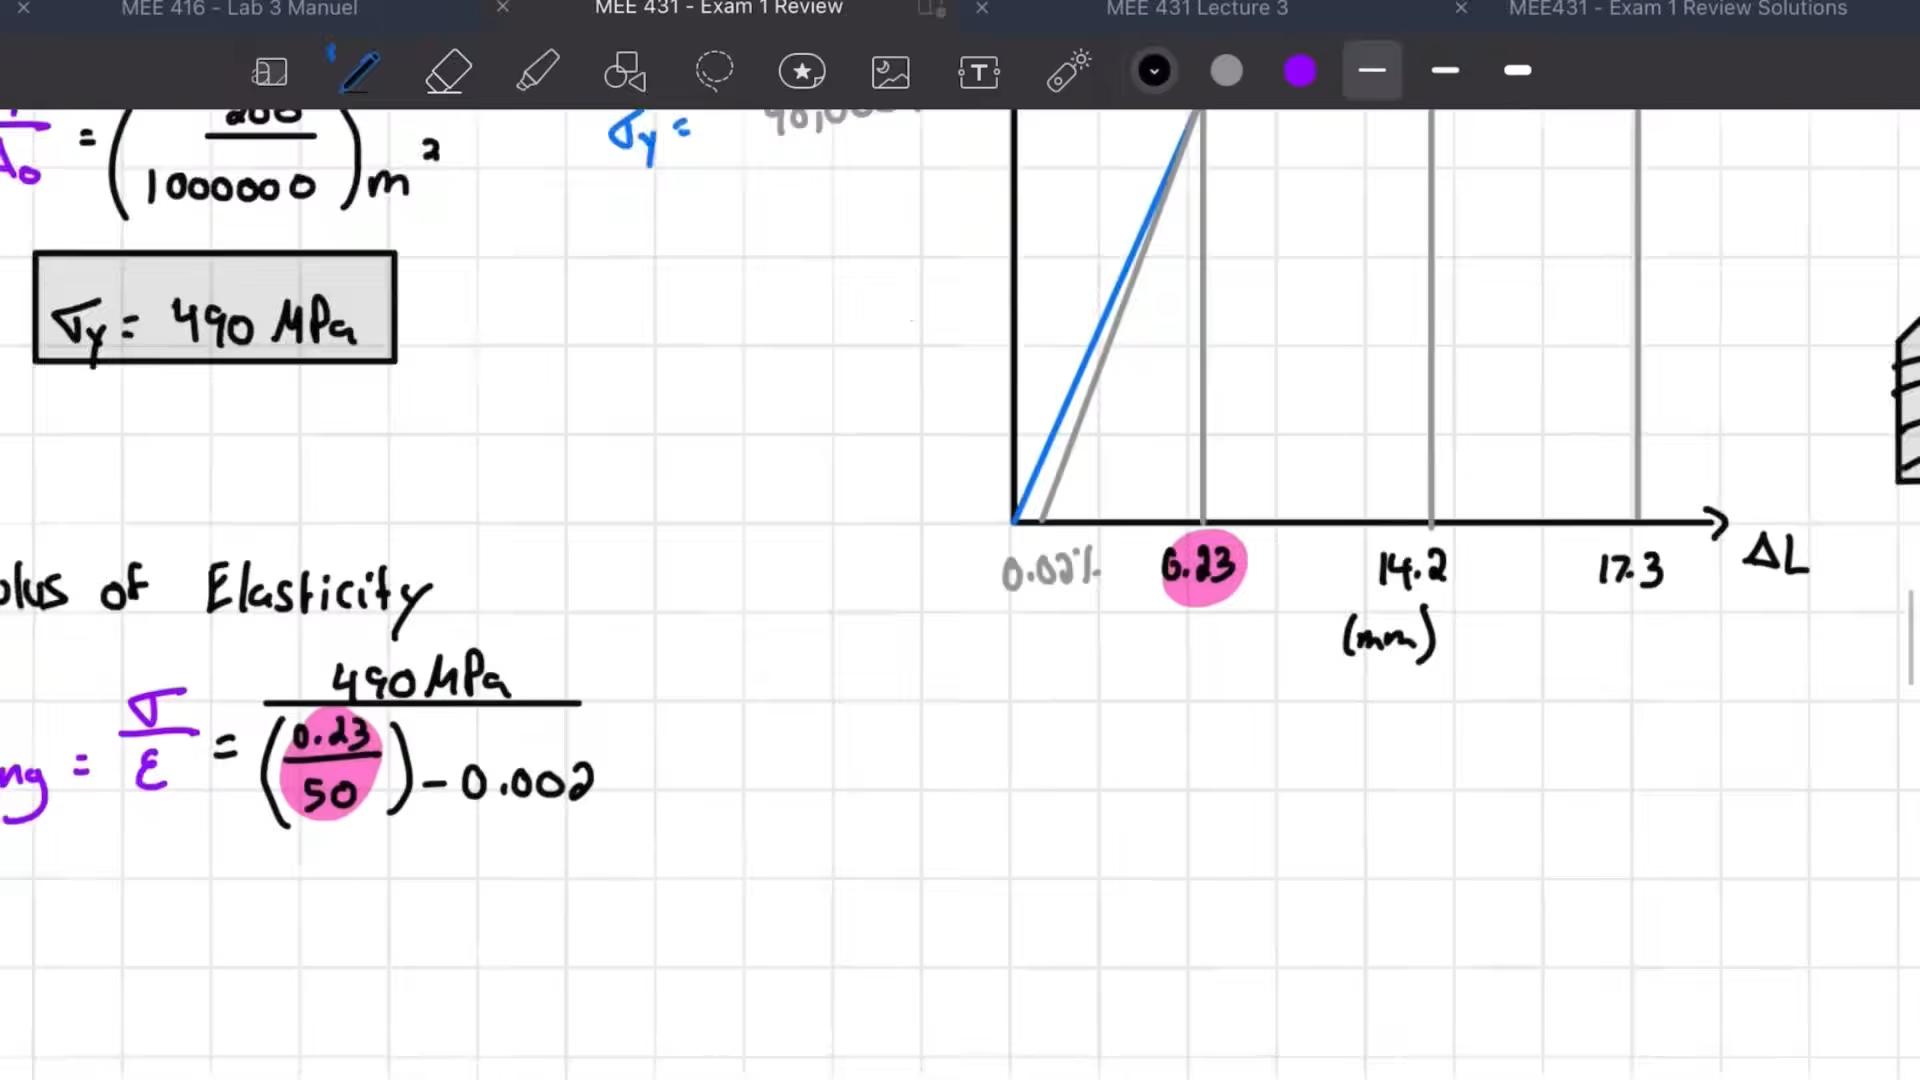 MEE 416 - Lab 3 Manuel
MEE 431 - Exam 1 Review
MEE 431 Lecture 3
MEE431 - Exam 1 Review Solutions
= (200 / 1000000) m²
σy =
σy = 490 MPa
0.02%
0.23
14.2
17.3
ΔL
(mm)
of Elasticity
= σ/ε = 490 MPa / ((0.23/50) - 0.002)